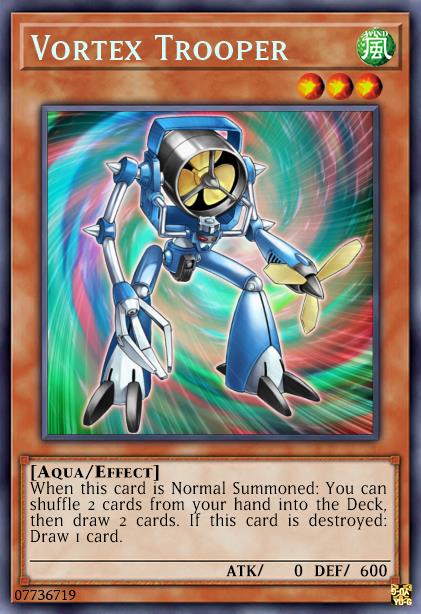 VORTEX TROOPER
WIND
風
[AQUA/EFFECT]
When this card is Normal Summoned: You can
shuffle 2 cards from your hand into the Deck,
then draw 2 cards. If this card is destroyed:
Draw 1 card.
ATK/ 0 DEF/ 600
07736719